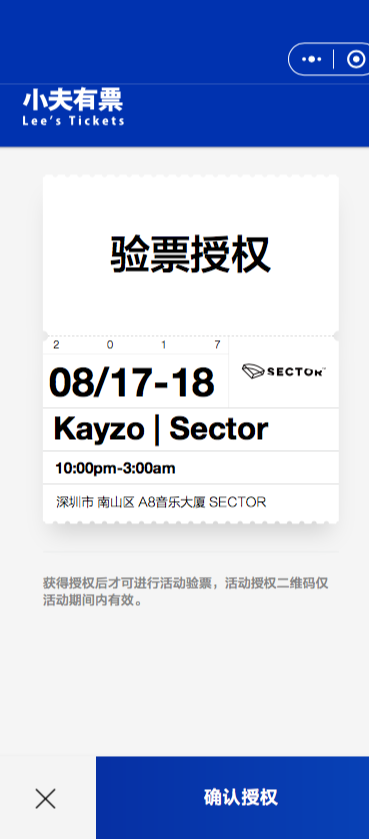 小夫有票
Lee's Tickets
验票授权
2 0 1 7
08/17-18
SECTOR
Kayzo | Sector
10:00pm-3:00am
深圳市 南山区 A8音乐大厦 SECTOR
获得授权后才可进行活动验票，活动授权二维码仅
活动期间内有效。
确认授权